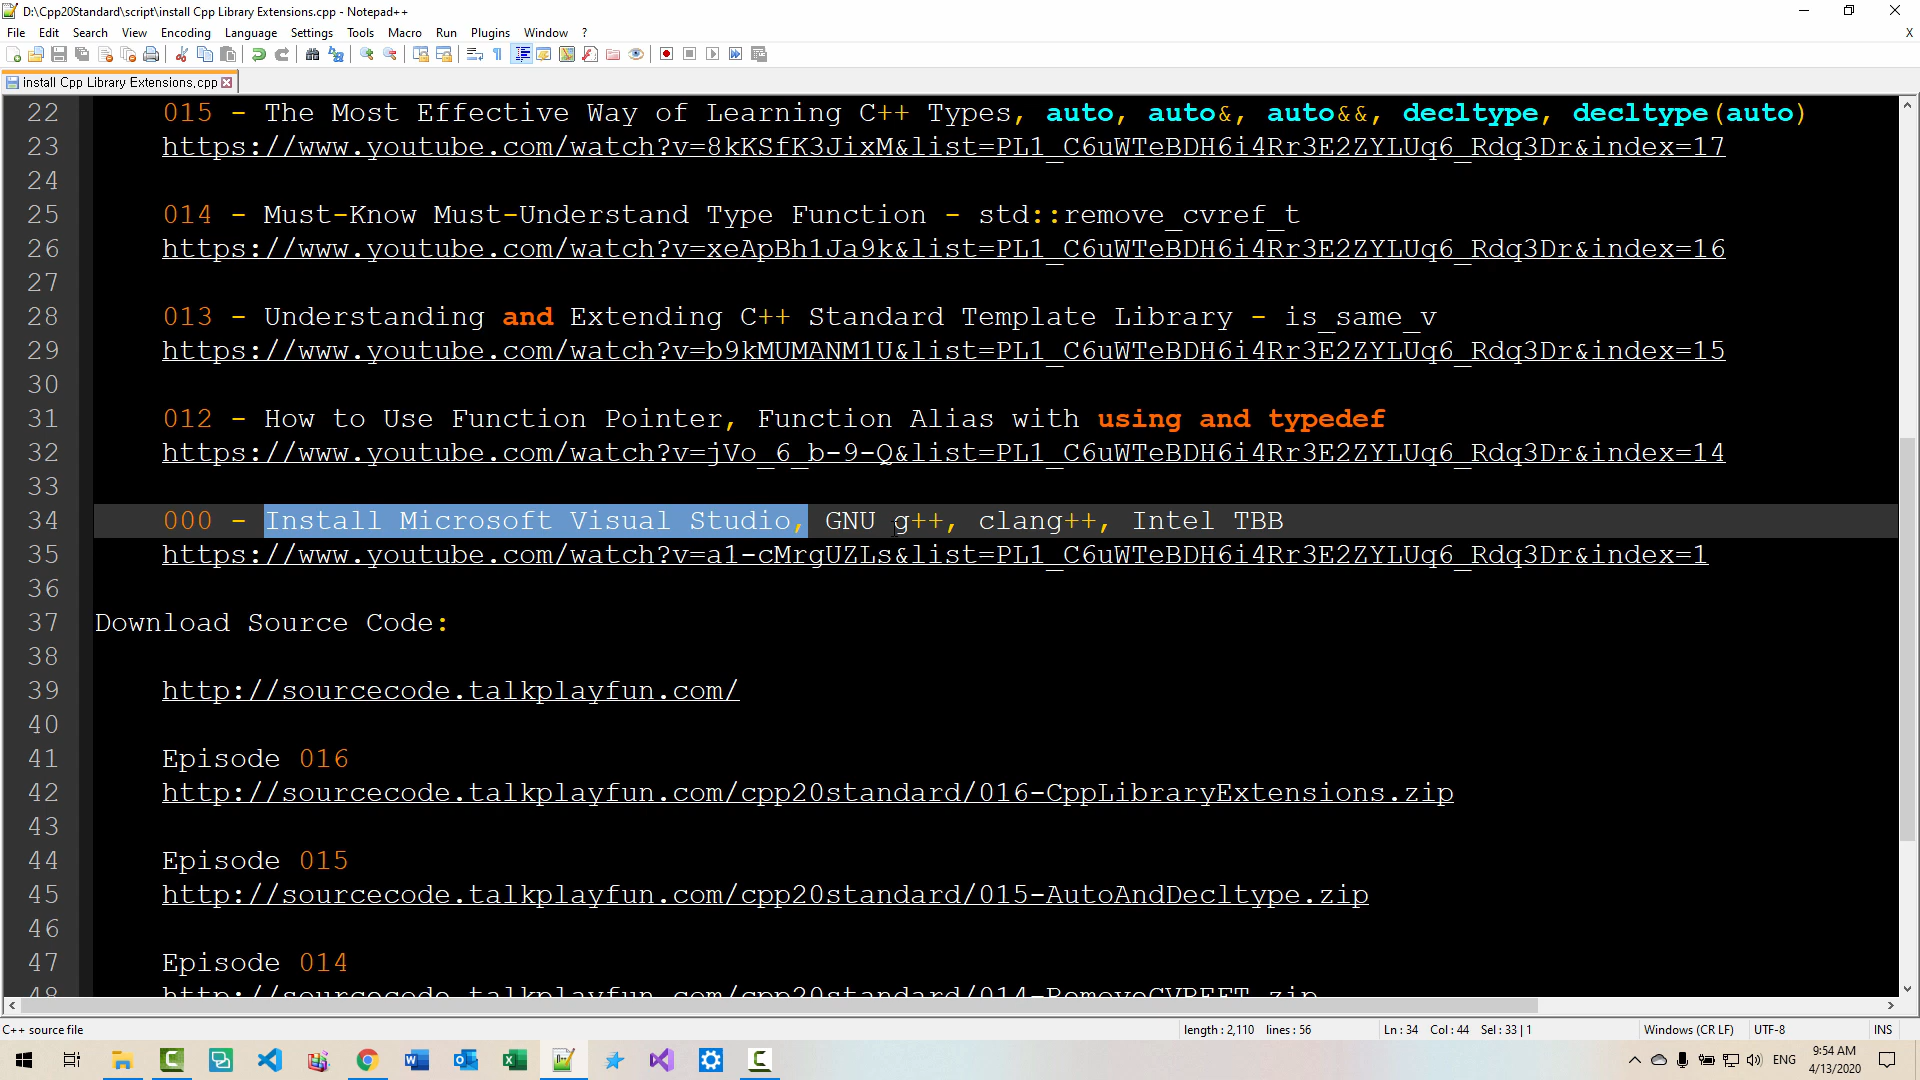 D:\Cpp20Standard\script\install Cpp Library Extensions.cpp - Notepad++
File Edit Search View Encoding Language Settings Tools Macro Run Plugins Window ? X
install Cpp Library Extensions.cpp
22 015 - The Most Effective Way of Learning C++ Types, auto, auto&, auto&&, decltype, decltype(auto)
23 https://www.youtube.com/watch?v=8kKSfK3JixM&list=PL1_C6uWTeBDH6i4Rr3E2ZYLUq6_Rdq3Dr&index=17
24
25 014 - Must-Know Must-Understand Type Function - std::remove_cvref_t
26 https://www.youtube.com/watch?v=xeApBh1Ja9k&list=PL1_C6uWTeBDH6i4Rr3E2ZYLUq6_Rdq3Dr&index=16
27
28 013 - Understanding and Extending C++ Standard Template Library - is_same_v
29 https://www.youtube.com/watch?v=b9kMUMANM1U&list=PL1_C6uWTeBDH6i4Rr3E2ZYLUq6_Rdq3Dr&index=15
30
31 012 - How to Use Function Pointer, Function Alias with using and typedef
32 https://www.youtube.com/watch?v=jVo_6_b-9-Q&list=PL1_C6uWTeBDH6i4Rr3E2ZYLUq6_Rdq3Dr&index=14
33
34 000 - Install Microsoft Visual Studio, GNU g++, clang++, Intel TBB
35 https://www.youtube.com/watch?v=a1-cMrgUZLs&list=PL1_C6uWTeBDH6i4Rr3E2ZYLUq6_Rdq3Dr&index=1
36
37 Download Source Code:
38
39 http://sourcecode.talkplayfun.com/
40
41 Episode 016
42 http://sourcecode.talkplayfun.com/cpp20standard/016-CppLibraryExtensions.zip
43
44 Episode 015
45 http://sourcecode.talkplayfun.com/cpp20standard/015-AutoAndDecltype.zip
46
47 Episode 014
48 http://sourcecode.talkplayfun.com/cpp20standard/014-RemoveCVREFT.zip
C++ source file length : 2,110 lines : 56 Ln : 34 Col : 44 Sel : 33 | 1 Windows (CR LF) UTF-8 INS
ENG 9:54 AM
4/13/2020